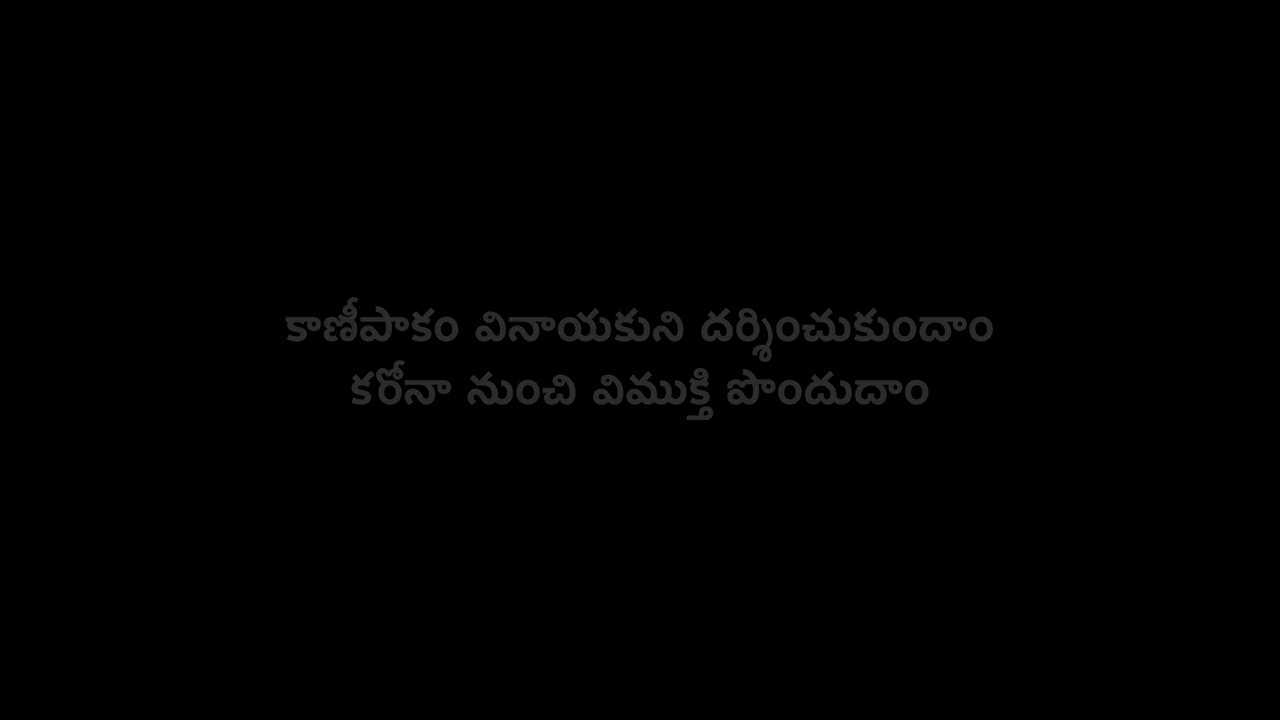 కాణీపాకం వినాయకుని దర్శించుకుందాం
కరోనా నుంచి విముక్తి పొందుదాం